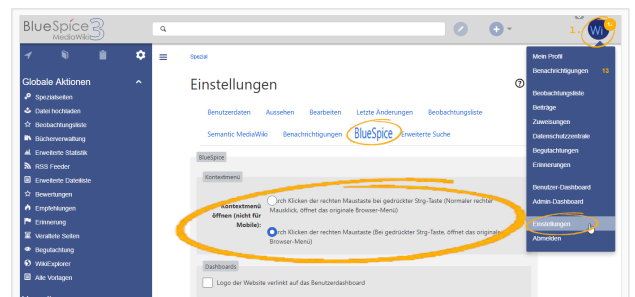 BlueSpice 3
MediaWiki
1.
Wi
Globale Aktionen
Spezialseiten
Datei hochladen
Beobachtungsliste
Bücherverwaltung
Erweiterte Statistik
RSS Feeder
Erweiterte Dateiliste
Bewertungen
Empfehlungen
Erinnerung
Veraltete Seiten
Begutachtung
WikiExplorer
Alle Vorlagen
Spezial
Einstellungen
Benutzerdaten Aussehen Bearbeiten Letzte Änderungen Beobachtungsliste
Semantic MediaWiki Benachrichtigungen BlueSpice Erweiterte Suche
BlueSpice
Kontextmenü
Kontextmenü öffnen (nicht für Mobile):
rch Klicken der rechten Maustaste bei gedrückter Strg-Taste (Normaler rechter
Mausklick, öffnet das originale Browser-Menü)
rch Klicken der rechten Maustaste (Bei gedrückter Strg-Taste, öffnet das originale
Browser-Menü)
Dashboards
Logo der Website verlinkt auf das Benutzerdashboard
Mein Profil
Benachrichtigungen 13
Beobachtungsliste
Beiträge
Zuweisungen
Datenschutzzentrale
Begutachtungen
Erinnerungen
Benutzer-Dashboard
Admin-Dashboard
Einstellungen
Abmelden